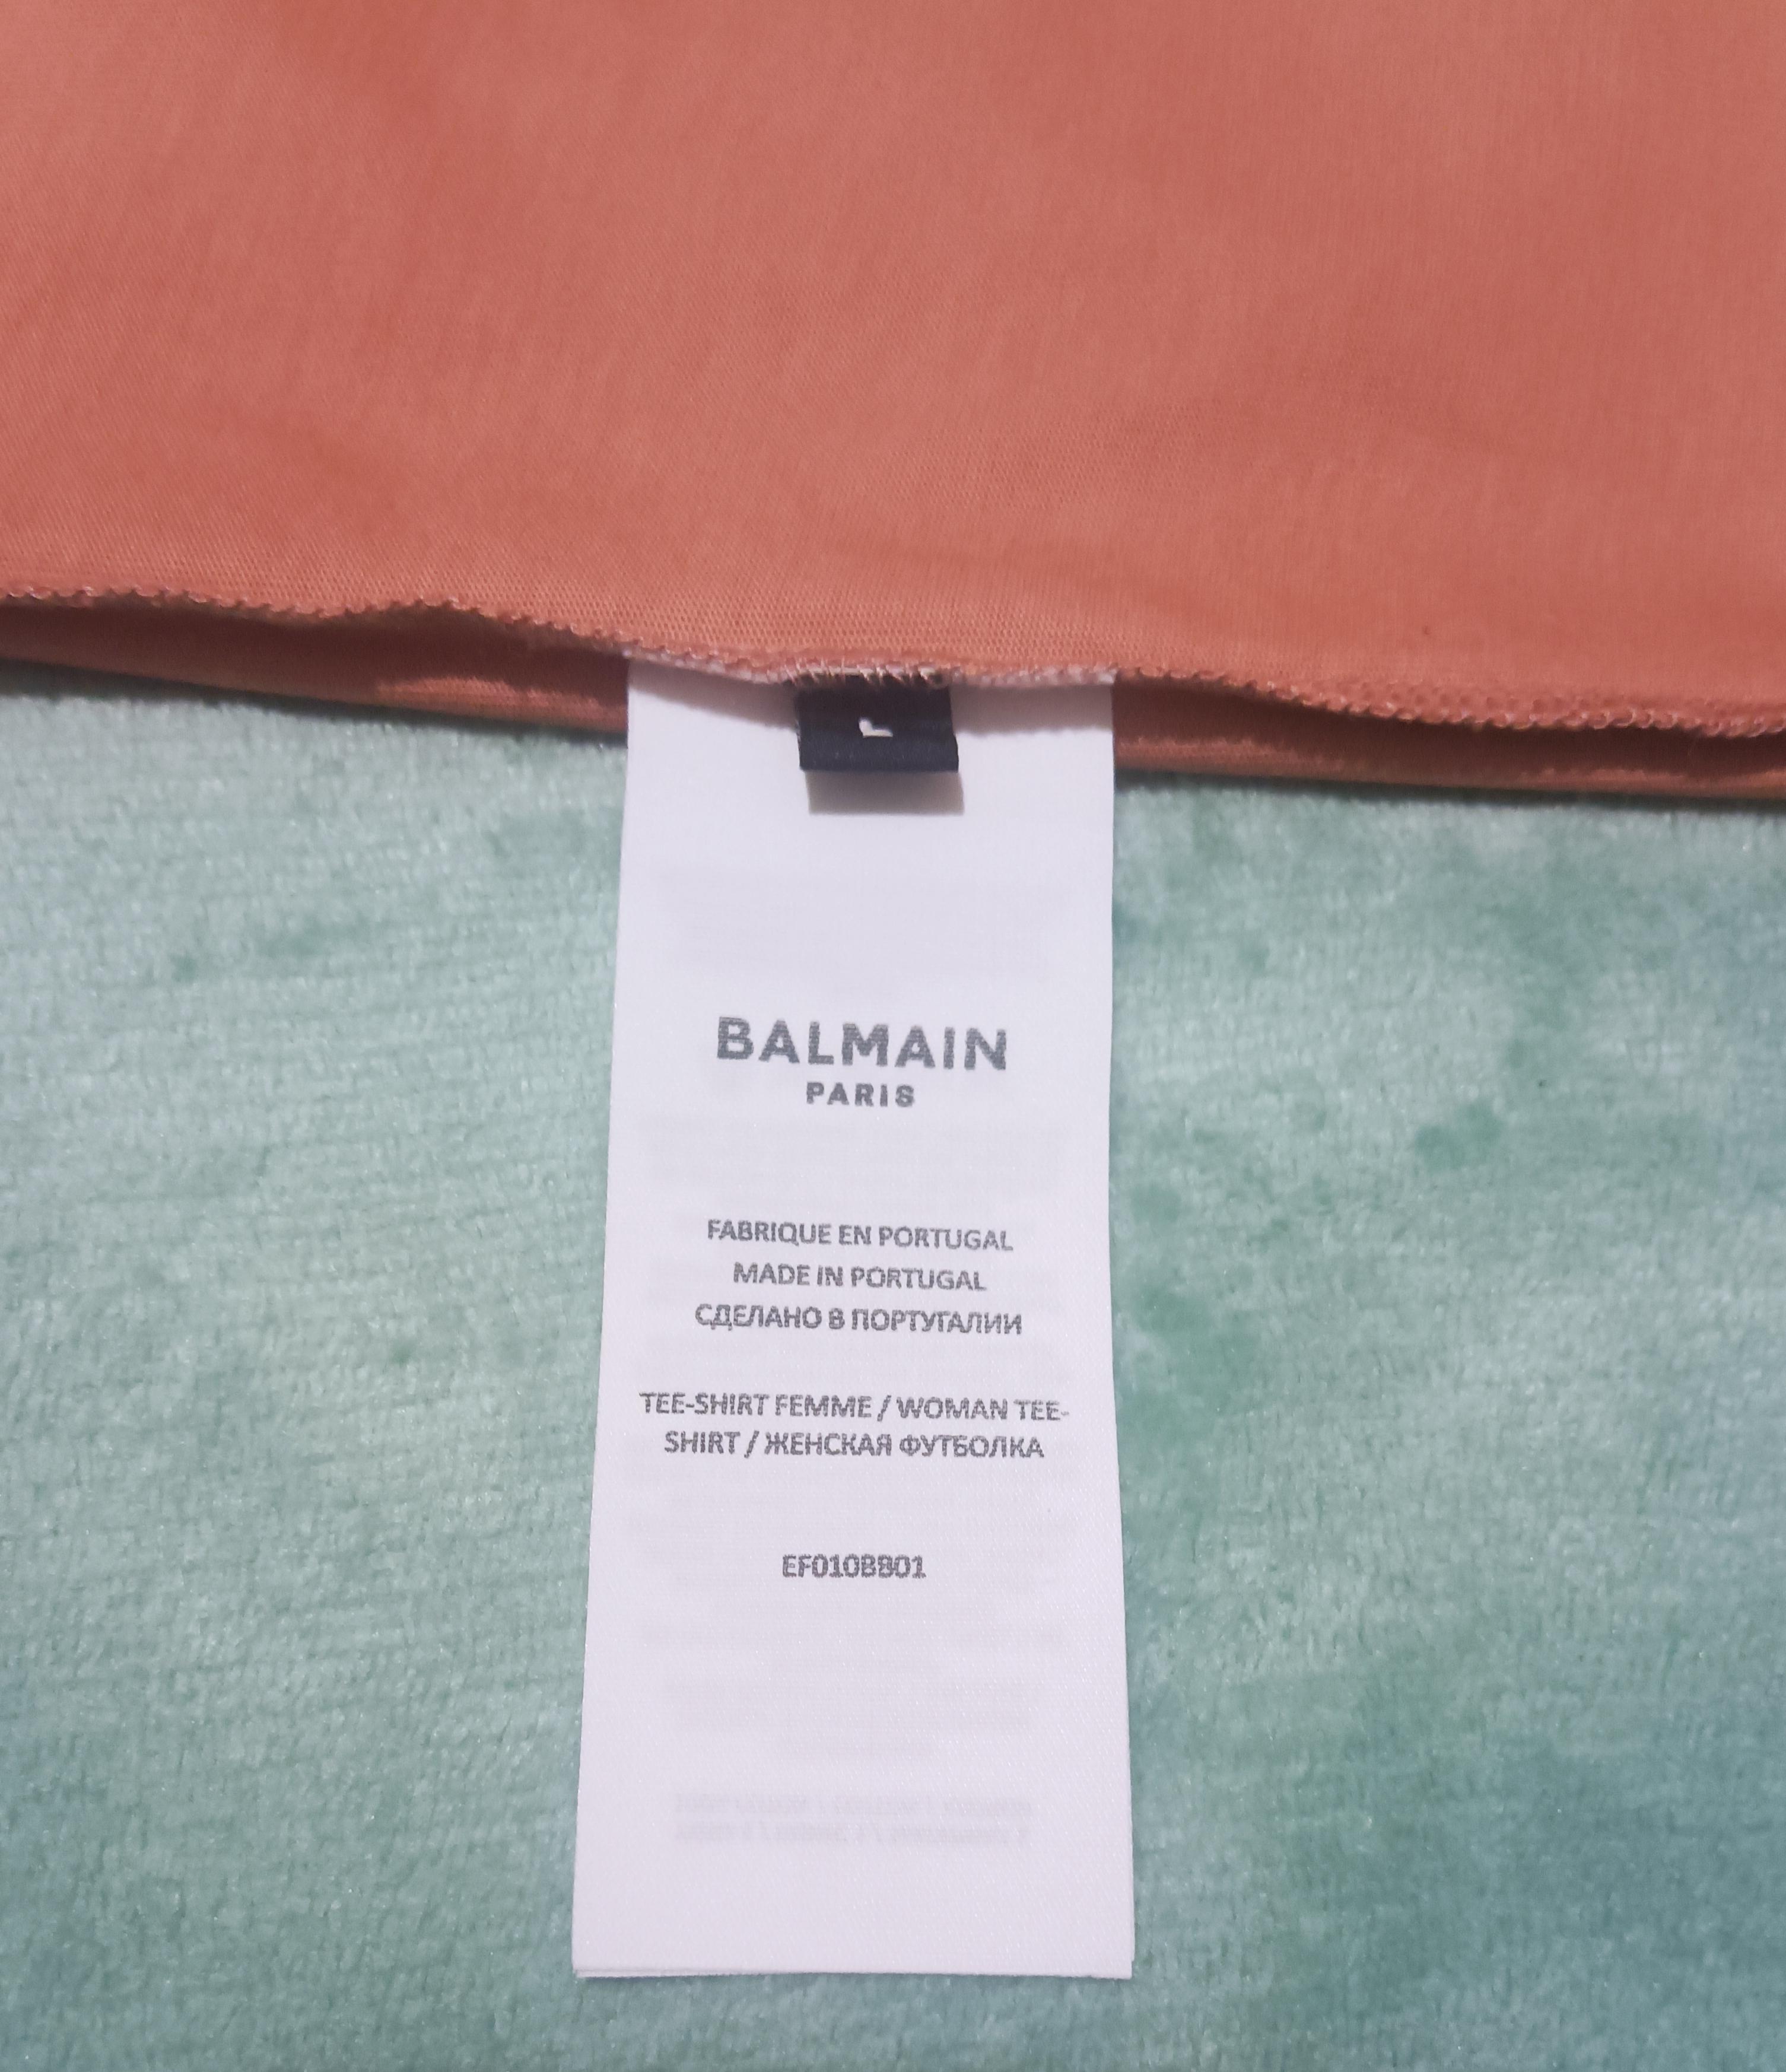 BALMAIN
PARIS
FABRIQUE EN PORTUGAL
MADE IN PORTUGAL
СДЕЛАНО В ПОРТУГАЛИИ
TEE-SHIRT FEMME / WOMAN TEE-
SHIRT / ЖЕНСКАЯ ФУТБОЛКА
EF010BB01